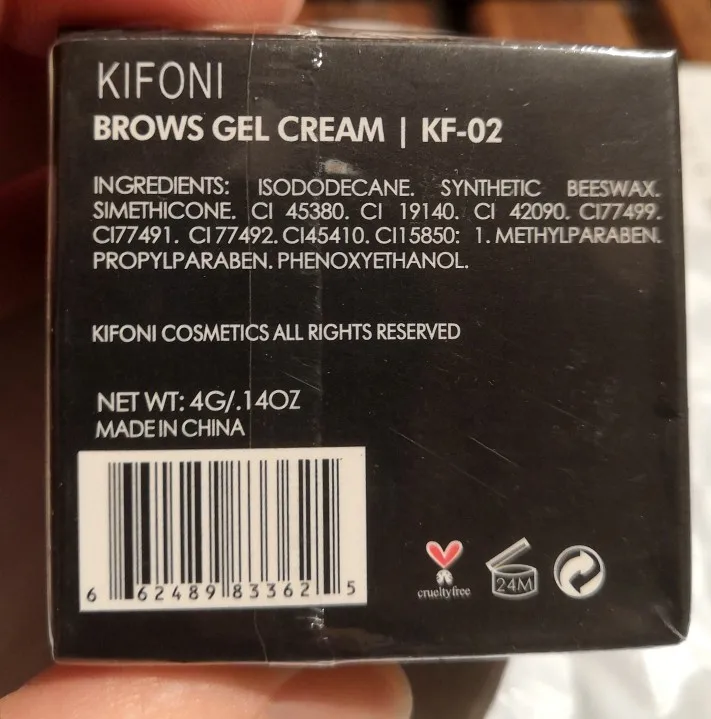 KIFONI
BROWS GEL CREAM | KF-02
INGREDIENTS: ISODODECANE. SYNTHETIC BEESWAX.
SIMETHICONE. CI 45380. CI 19140. CI 42090. CI77499.
CI77491. CI 77492. CI45410. CI15850: 1. METHYLPARABEN.
PROPYLPARABEN. PHENOXYETHANOL.
KIFONI COSMETICS ALL RIGHTS RESERVED
NET WT: 4G/.14OZ
MADE IN CHINA
6 62489 83362 5
crueltyfree
24M